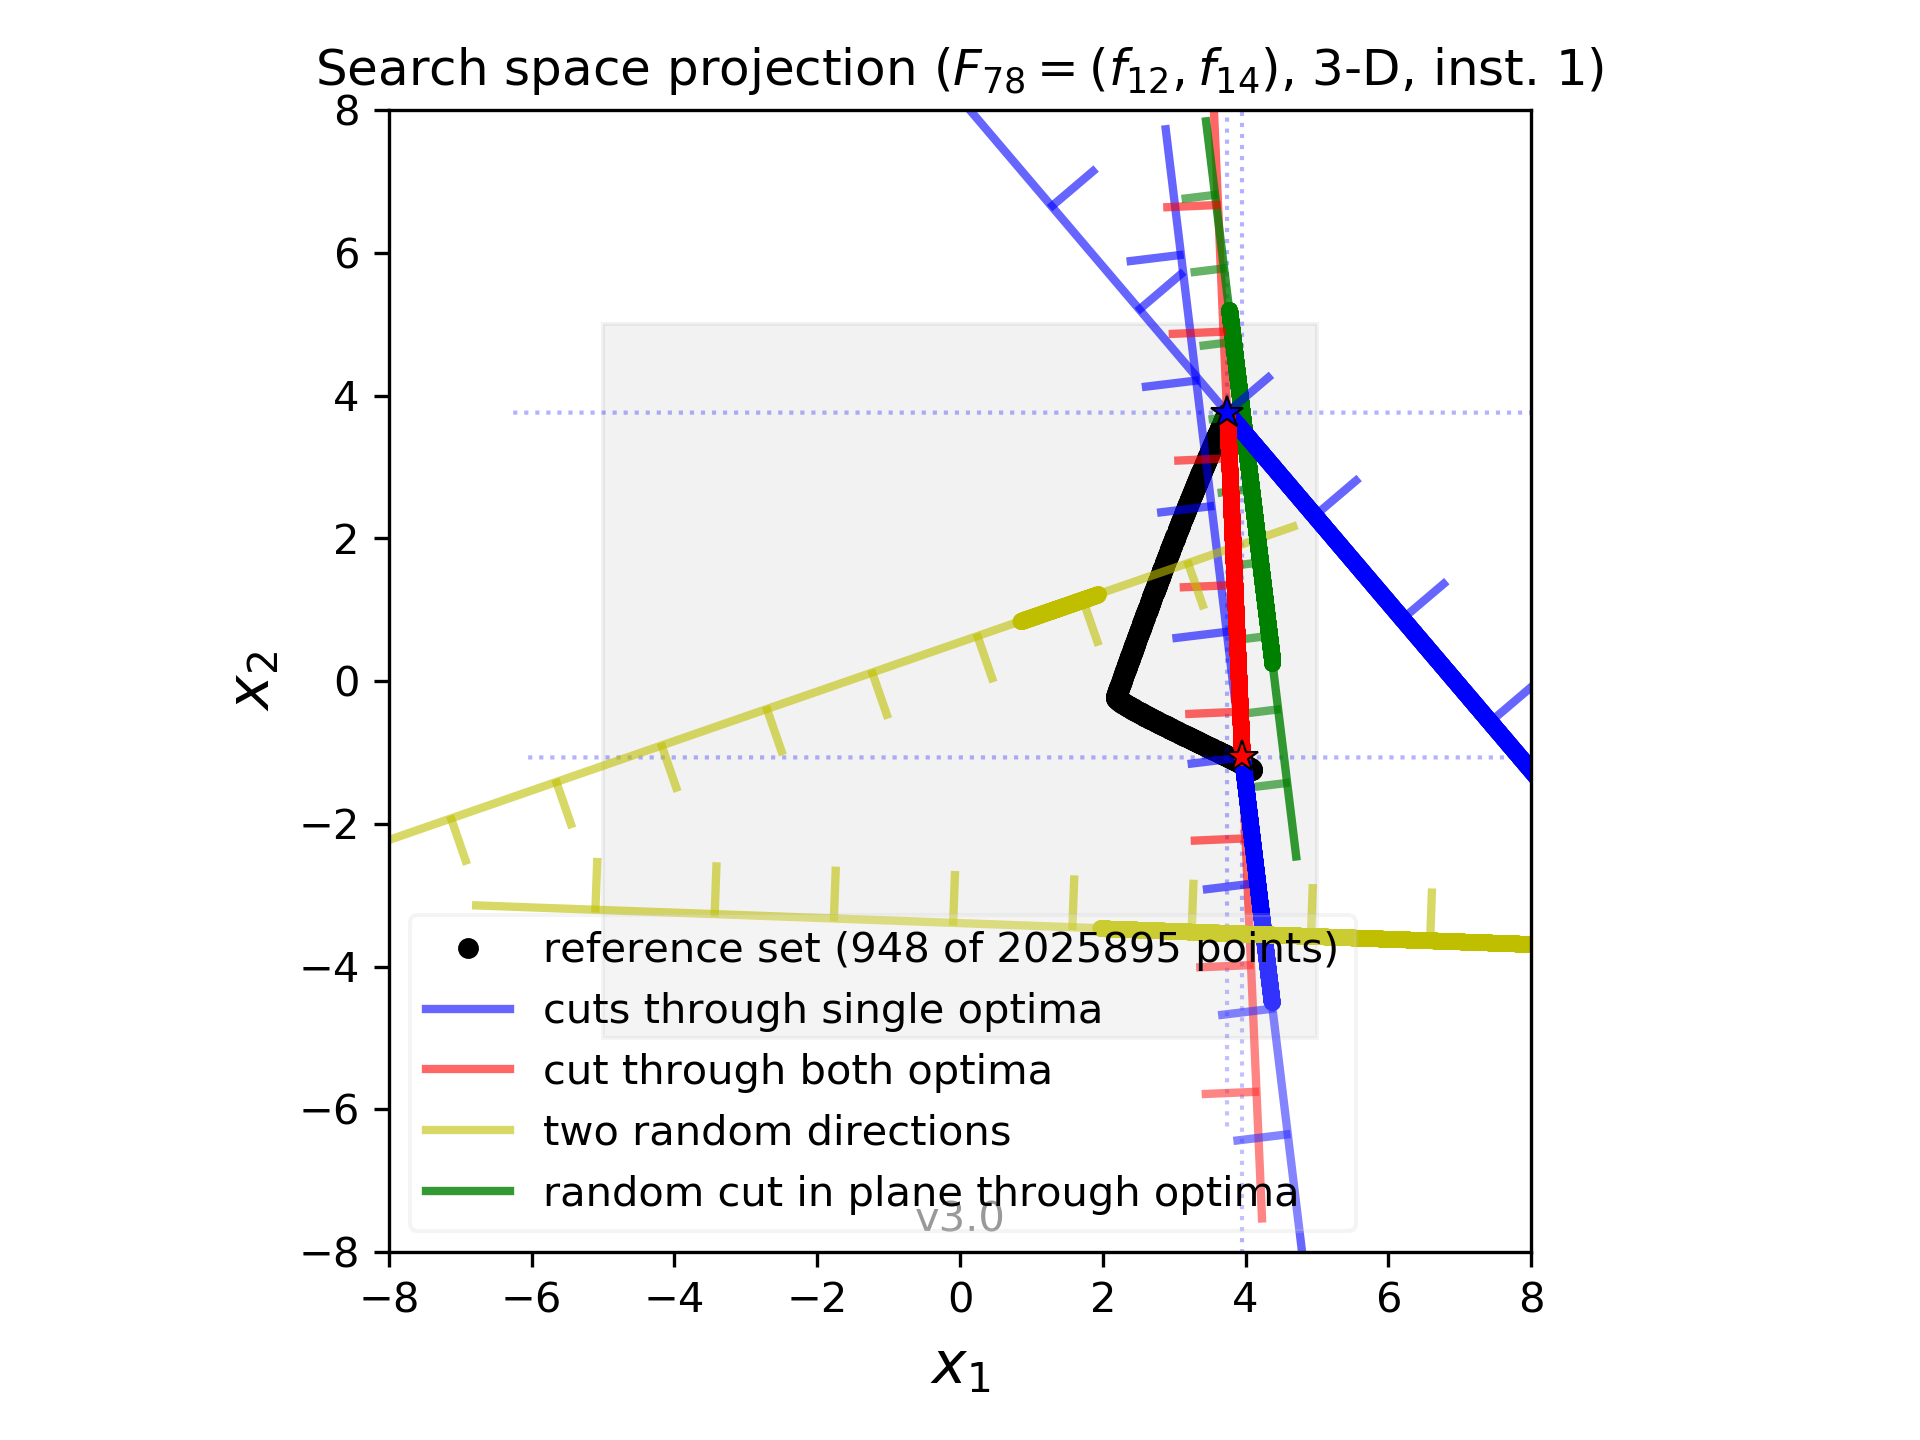 Search space projection (F78 = (f12, f14), 3-D, inst. 1)
8
6
4
2
0
−2
−4
−6
−8
x2
reference set (948 of 2025895 points)
cuts through single optima
cut through both optima
two random directions
random cut in plane through optima
v3.0
−8 −6 −4 −2 0 2 4 6 8
x1